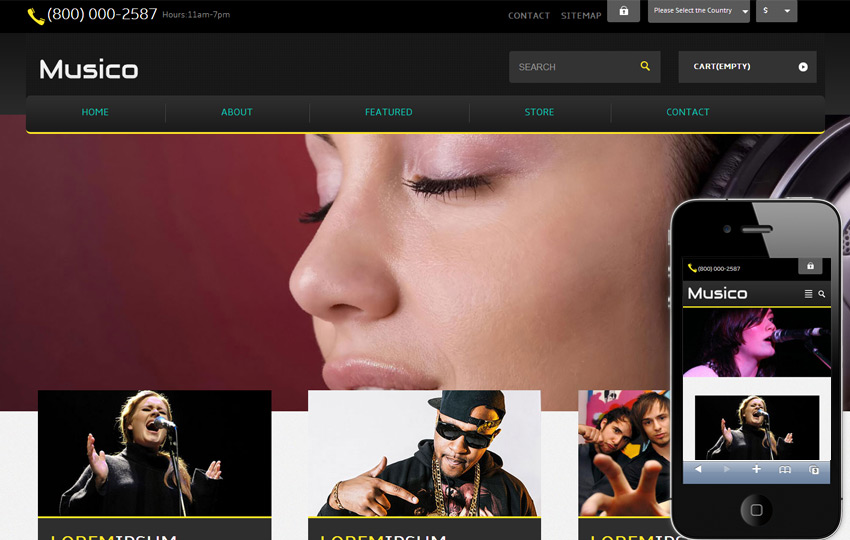 (800) 000-2587 Hours:11am-7pm
CONTACT SITEMAP
Please Select the Country
$
Musico
SEARCH
CART(EMPTY)
HOME ABOUT FEATURED STORE CONTACT
(800) 000-2587
Musico
LOREMIPSUM
LOREMIPSUM